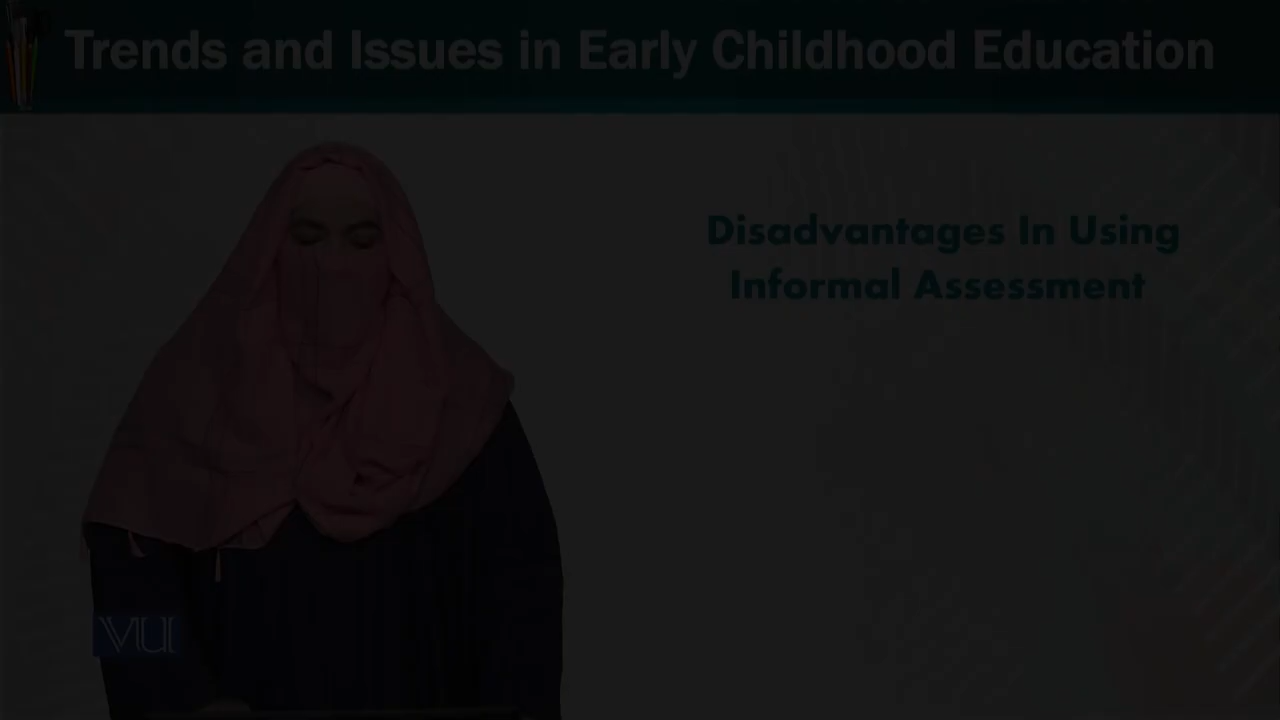 Trends and Issues in Early Childhood Education
Disadvantages In Using
Informal Assessment
VU